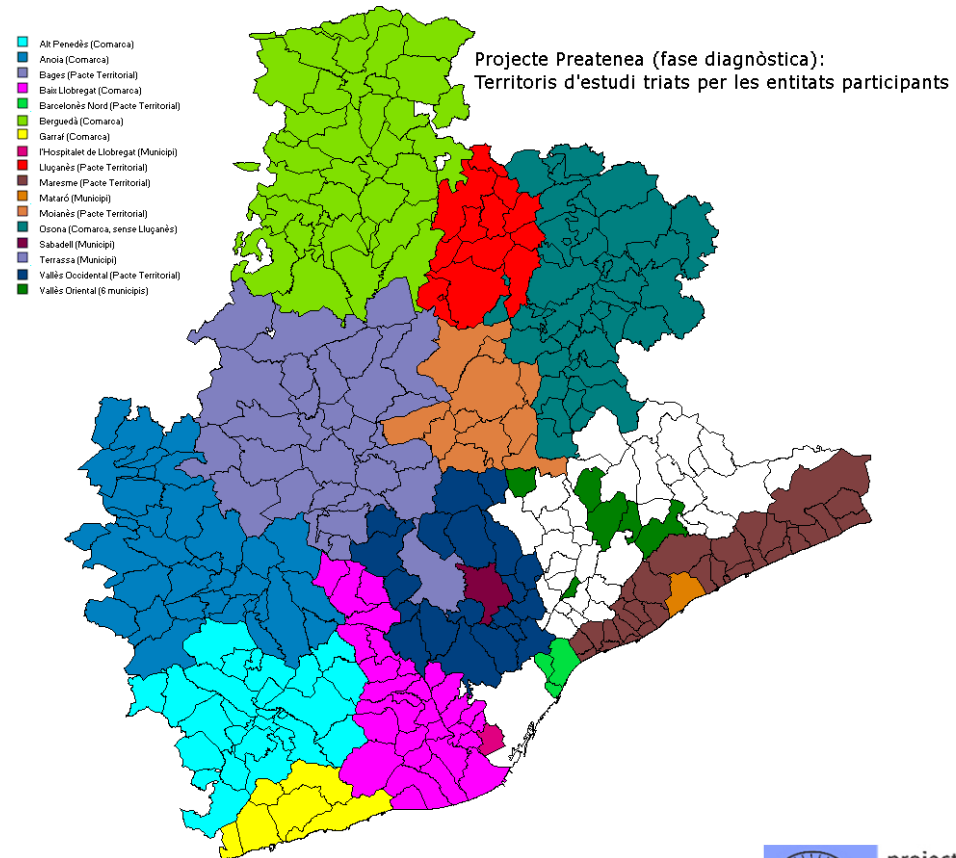 Projecte Preatenea (fase diagnòstica):
Territoris d'estudi triats per les entitats participants
Alt Penedès (Comarca)
Anoia (Comarca)
Bages (Pacte Territorial)
Baix Llobregat (Comarca)
Barcelonès Nord (Pacte Territorial)
Berguedà (Comarca)
Garraf (Comarca)
l'Hospitalet de Llobregat (Municipi)
Lluçanès (Pacte Territorial)
Maresme (Pacte Territorial)
Mataró (Municipi)
Moianès (Pacte Territorial)
Osona (Comarca, sense Lluçanès)
Sabadell (Municipi)
Terrassa (Municipi)
Vallès Occidental (Pacte Territorial)
Vallès Oriental (6 municipis)